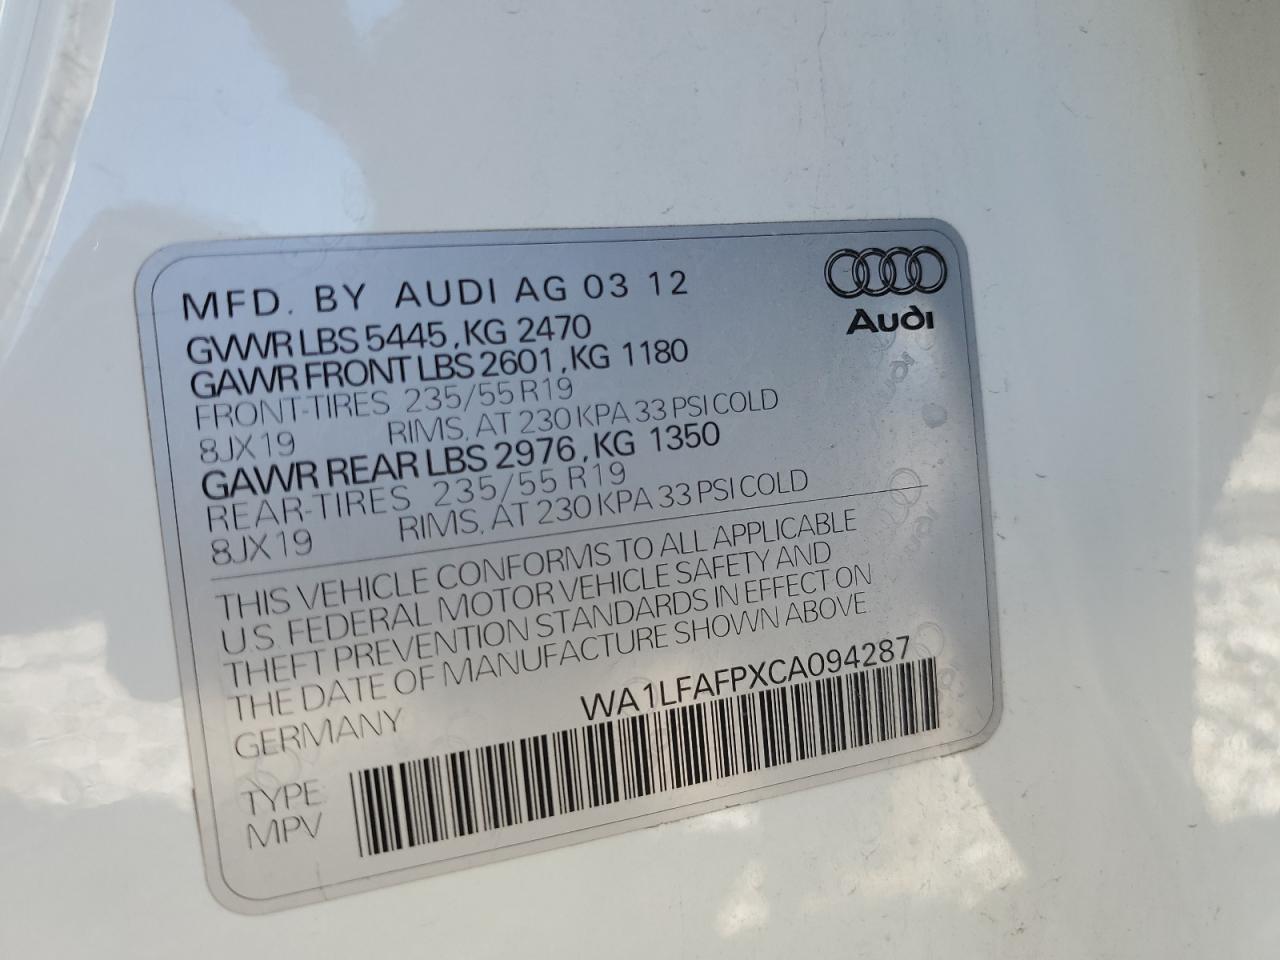 MFD. BY AUDI AG 03 12
Audi
GVWR LBS 5445, KG 2470
GAWR FRONT LBS 2601, KG 1180
FRONT-TIRES 235/55 R19
8JX19 RIMS, AT 230 KPA 33 PSI COLD
GAWR REAR LBS 2976, KG 1350
REAR-TIRES 235/55 R19
8JX19 RIMS, AT 230 KPA 33 PSI COLD
THIS VEHICLE CONFORMS TO ALL APPLICABLE
U.S. FEDERAL MOTOR VEHICLE SAFETY AND
THEFT PREVENTION STANDARDS IN EFFECT ON
THE DATE OF MANUFACTURE SHOWN ABOVE
GERMANY WA1LFAFPXCA094287
TYPE:
MPV